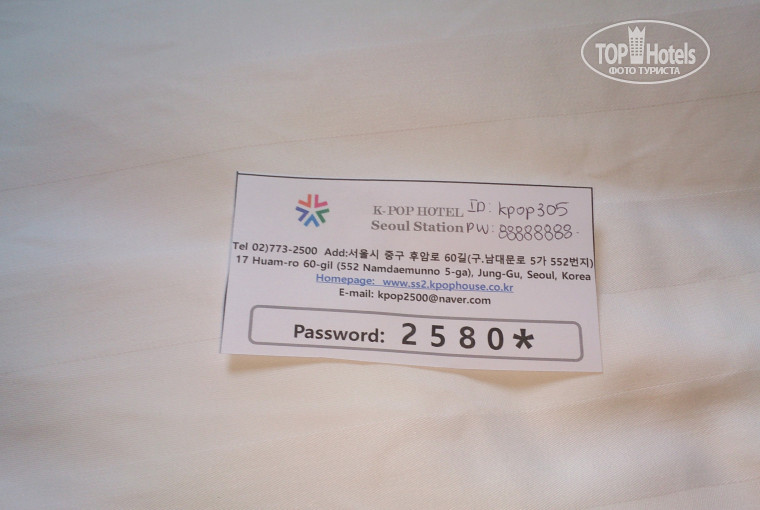 TOP Hotels
ФОТО ТУРИСТА
K-POP HOTEL ID: kpop305
Seoul Station PW: 88888888.
Tel 02)773-2500 Add:서울시 중구 후암로 60길(구.남대문로 5가 552번지)
17 Huam-ro 60-gil (552 Namdaemunno 5-ga), Jung-Gu, Seoul, Korea
Homepage: www.ss2.kpophouse.co.kr
E-mail: kpop2500@naver.com
Password: 2580*